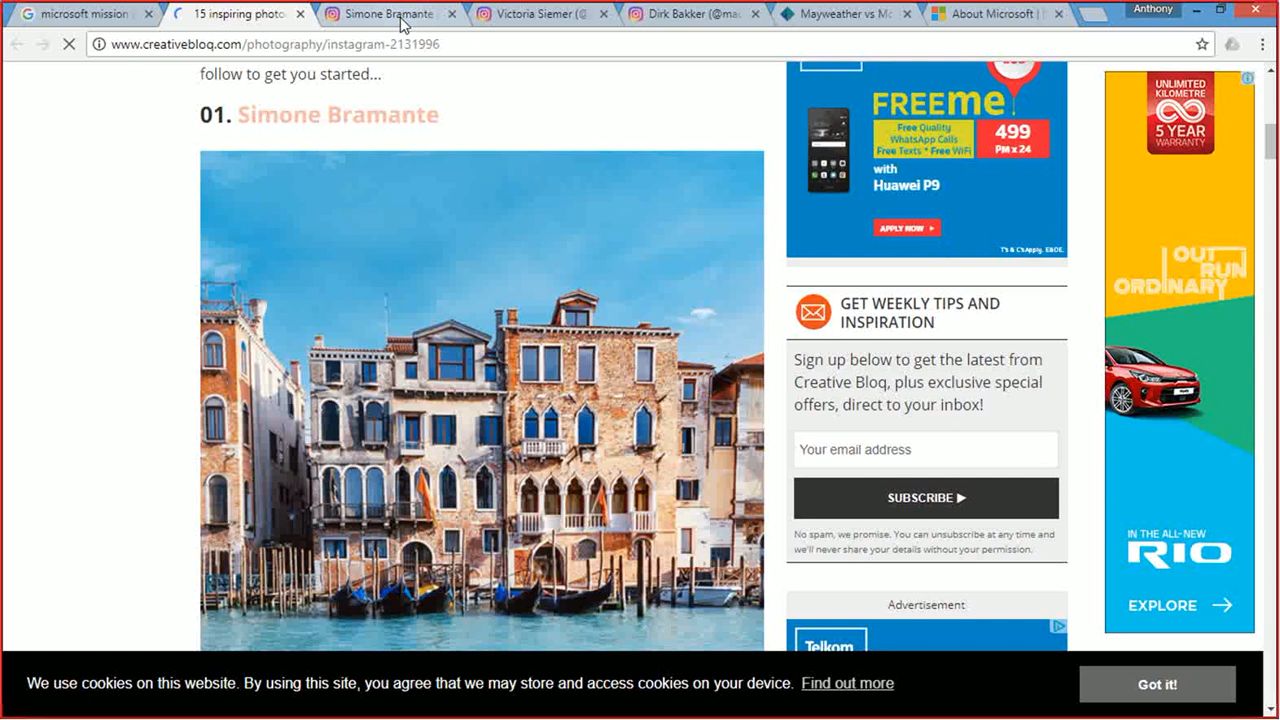 microsoft mission
15 inspiring photo
Simone Bramante
Victoria Siemer (@
Dirk Bakker (@mau
Mayweather vs Mc
About Microsoft |
Anthony
www.creativebloq.com/photography/instagram-2131996
follow to get you started...
01. Simone Bramante
FREEme
Free Quality
WhatsApp Calls
Free Texts * Free WiFi
499
PM x 24
with
Huawei P9
APPLY NOW
T's & C's Apply. E&OE.
GET WEEKLY TIPS AND
INSPIRATION
Sign up below to get the latest from
Creative Bloq, plus exclusive special
offers, direct to your inbox!
Your email address
SUBSCRIBE
No spam, we promise. You can unsubscribe at any time and
we'll never share your details without your permission.
Advertisement
Telkom
UNLIMITED
KILOMETRE
5 YEAR
WARRANTY
OUT
RUN
ORDINARY
IN THE ALL-NEW
RIO
EXPLORE
We use cookies on this website. By using this site, you agree that we may store and access cookies on your device. Find out more
Got it!